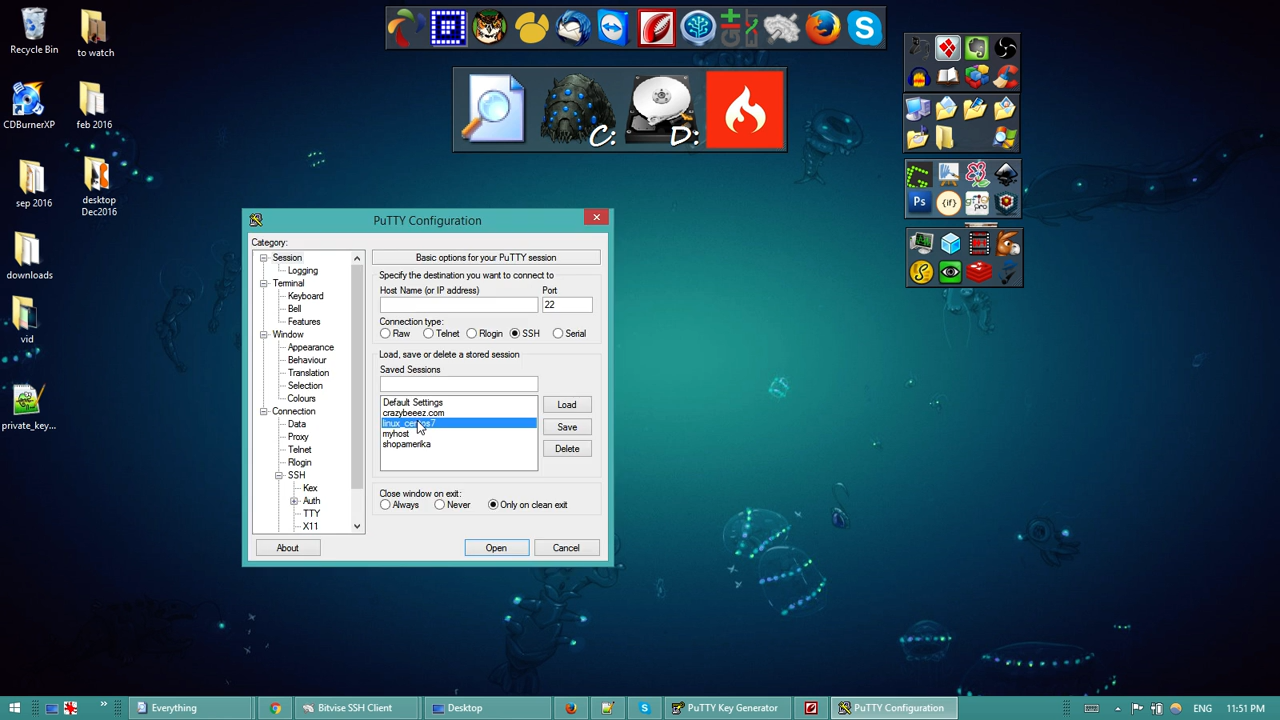 Recycle Bin
to watch
CDBurnerXP
feb 2016
sep 2016
desktop
Dec2016
downloads
vid
private_key...
C:
D:
Ps
{if}
PuTTY Configuration
Category:
Session
Logging
Terminal
Keyboard
Bell
Features
Window
Appearance
Behaviour
Translation
Selection
Colours
Connection
Data
Proxy
Telnet
Rlogin
SSH
Kex
Auth
TTY
X11
Basic options for your PuTTY session
Specify the destination you want to connect to
Host Name (or IP address)
Port
22
Connection type:
Raw
Telnet
Rlogin
SSH
Serial
Load, save or delete a stored session
Saved Sessions
Default Settings
crazybeeez.com
linux_centos7
myhost
shopamerika
Load
Save
Delete
Close window on exit:
Always
Never
Only on clean exit
About
Open
Cancel
Everything
Bitvise SSH Client
Desktop
PuTTY Key Generator
PuTTY Configuration
ENG
11:51 PM